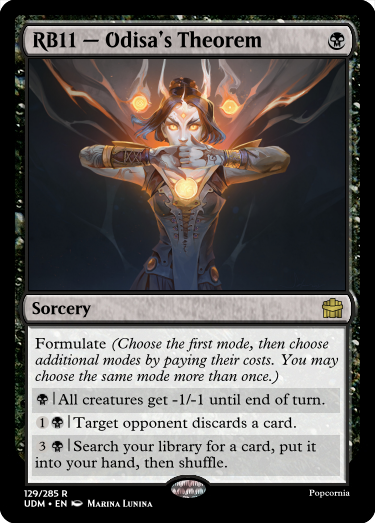 RB11 — Odisa's Theorem
Sorcery
Formulate (Choose the first mode, then choose
additional modes by paying their costs. You may
choose the same mode more than once.)
|All creatures get -1/-1 until end of turn.
1 |Target opponent discards a card.
3 |Search your library for a card, put it
into your hand, then shuffle.
129/285 R
Popcornia
UDM • EN Marina Lunina